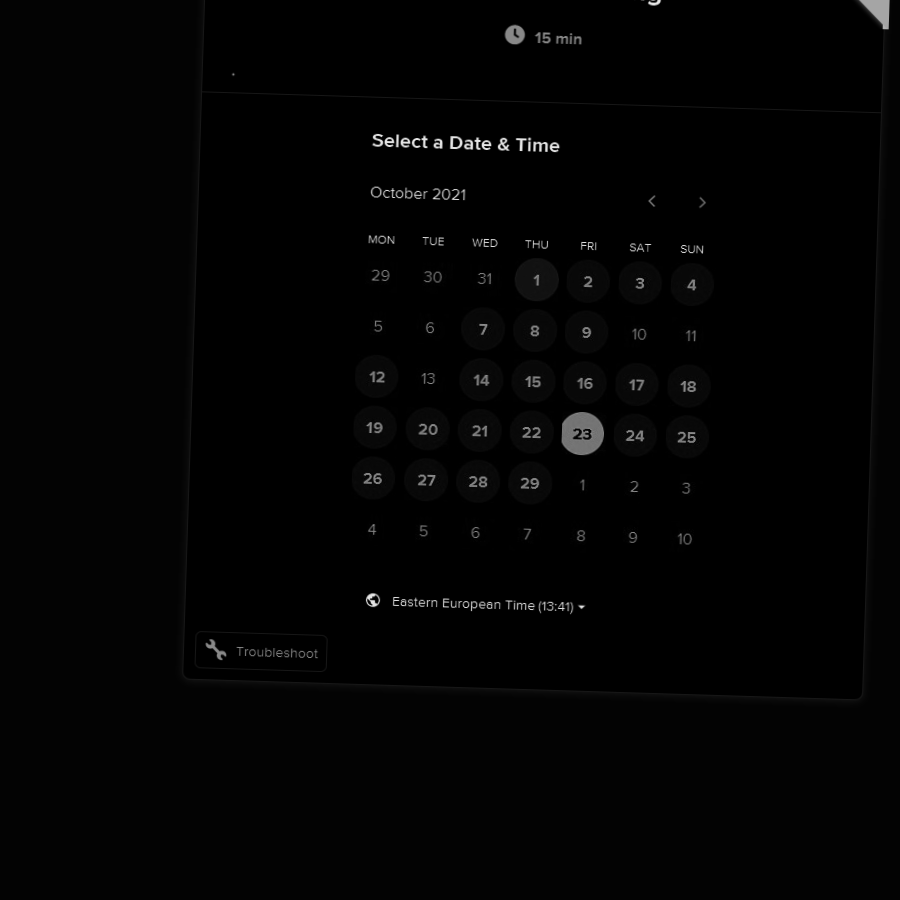 15 min
Select a Date & Time
October 2021
MON TUE WED THU FRI SAT SUN
29 30 31 1 2 3 4
5 6 7 8 9 10 11
12 13 14 15 16 17 18
19 20 21 22 23 24 25
26 27 28 29 1 2 3
4 5 6 7 8 9 10
Eastern European Time (13:41)
Troubleshoot